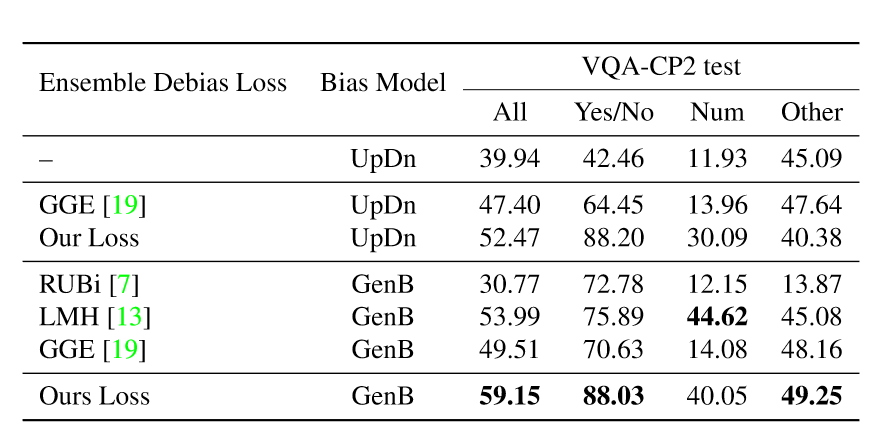 Ensemble Debias Loss Bias Model VQA-CP2 test
All Yes/No Num Other
– UpDn 39.94 42.46 11.93 45.09
GGE [19] UpDn 47.40 64.45 13.96 47.64
Our Loss UpDn 52.47 88.20 30.09 40.38
RUBi [7] GenB 30.77 72.78 12.15 13.87
LMH [13] GenB 53.99 75.89 44.62 45.08
GGE [19] GenB 49.51 70.63 14.08 48.16
Ours Loss GenB 59.15 88.03 40.05 49.25